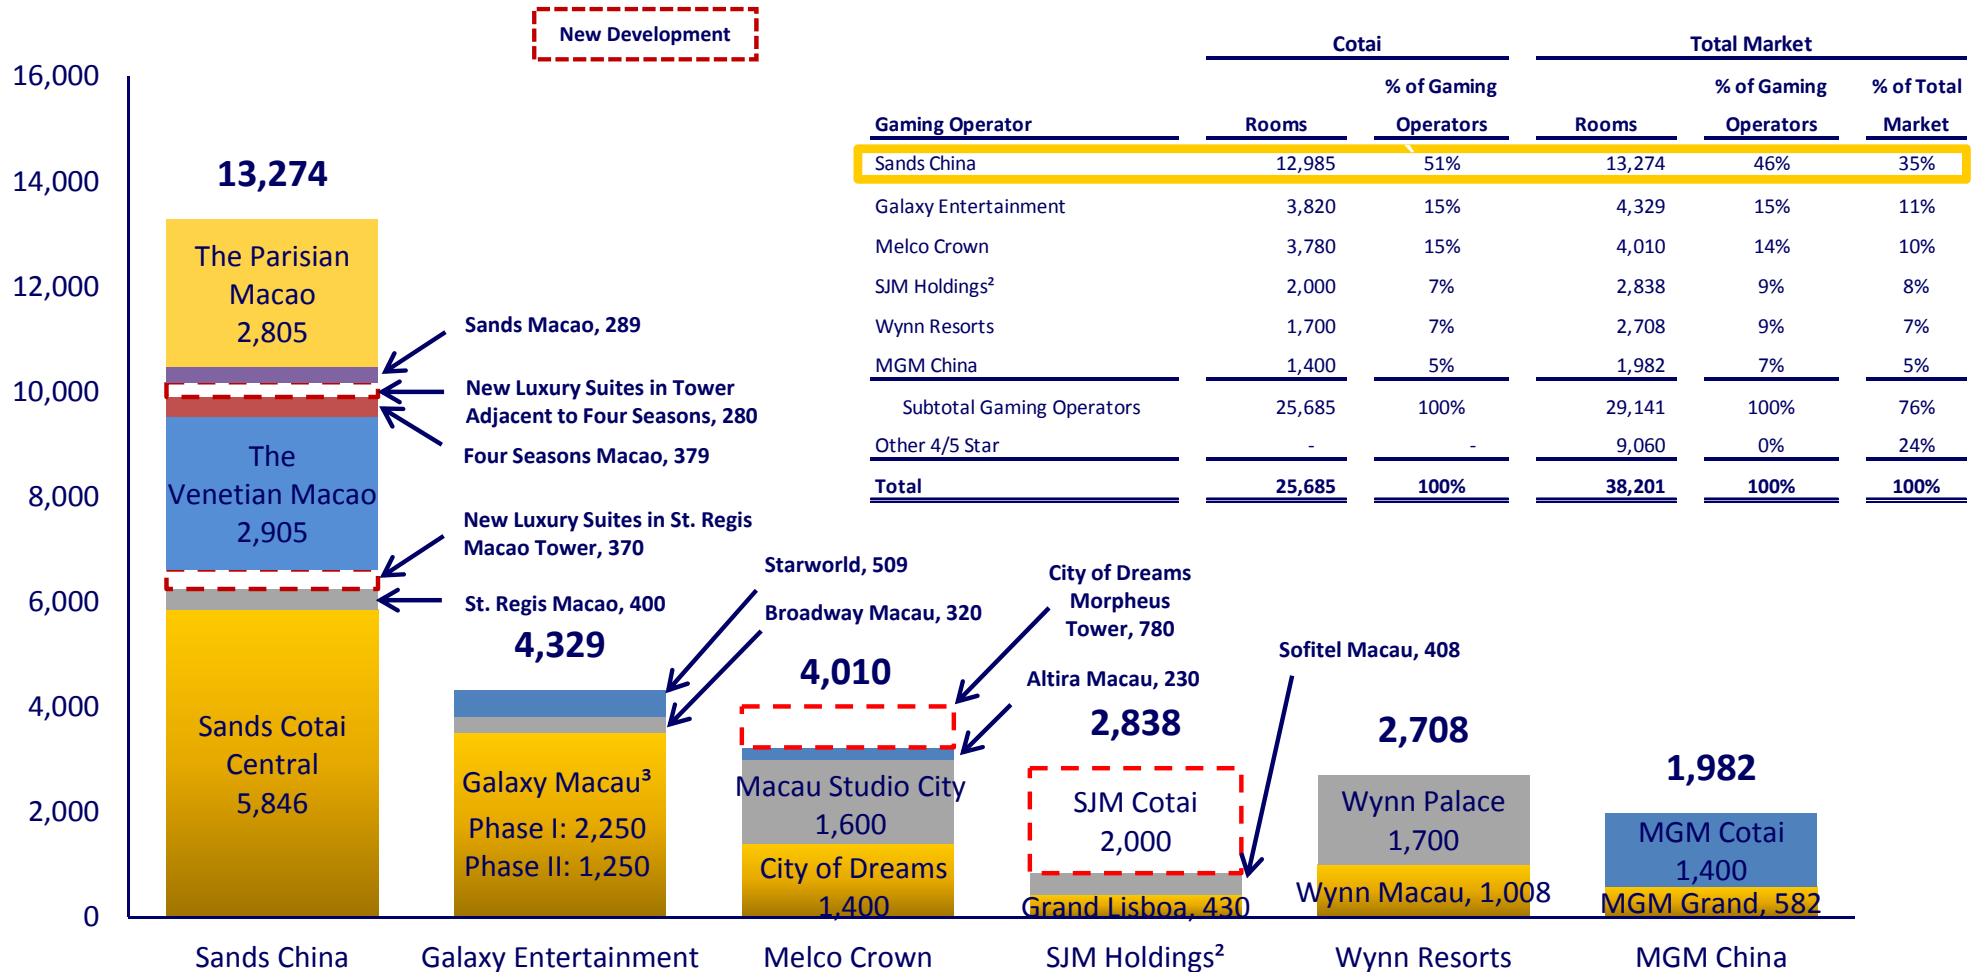 New Development
Cotai Total Market
% of Gaming % of Gaming % of Total
Gaming Operator Rooms Operators Rooms Operators Market
Sands China 12,985 51% 13,274 46% 35%
Galaxy Entertainment 3,820 15% 4,329 15% 11%
Melco Crown 3,780 15% 4,010 14% 10%
SJM Holdings² 2,000 7% 2,838 9% 8%
Wynn Resorts 1,700 7% 2,708 9% 7%
MGM China 1,400 5% 1,982 7% 5%
Subtotal Gaming Operators 25,685 100% 29,141 100% 76%
Other 4/5 Star - - 9,060 0% 24%
Total 25,685 100% 38,201 100% 100%
16,000
14,000
12,000
10,000
8,000
6,000
4,000
2,000
0
13,274
The Parisian
Macao
2,805
Sands Macao, 289
New Luxury Suites in Tower
Adjacent to Four Seasons, 280
Four Seasons Macao, 379
The
Venetian Macao
2,905
New Luxury Suites in St. Regis
Macao Tower, 370
St. Regis Macao, 400
Sands Cotai
Central
5,846
4,329
Starworld, 509
Broadway Macau, 320
Galaxy Macau³
Phase I: 2,250
Phase II: 1,250
4,010
City of Dreams
Morpheus
Tower, 780
Altira Macau, 230
Macau Studio City
1,600
City of Dreams
1,400
2,838
Sofitel Macau, 408
SJM Cotai
2,000
Grand Lisboa, 430
2,708
Wynn Palace
1,700
Wynn Macau, 1,008
1,982
MGM Cotai
1,400
MGM Grand, 582
Sands China Galaxy Entertainment Melco Crown SJM Holdings² Wynn Resorts MGM China